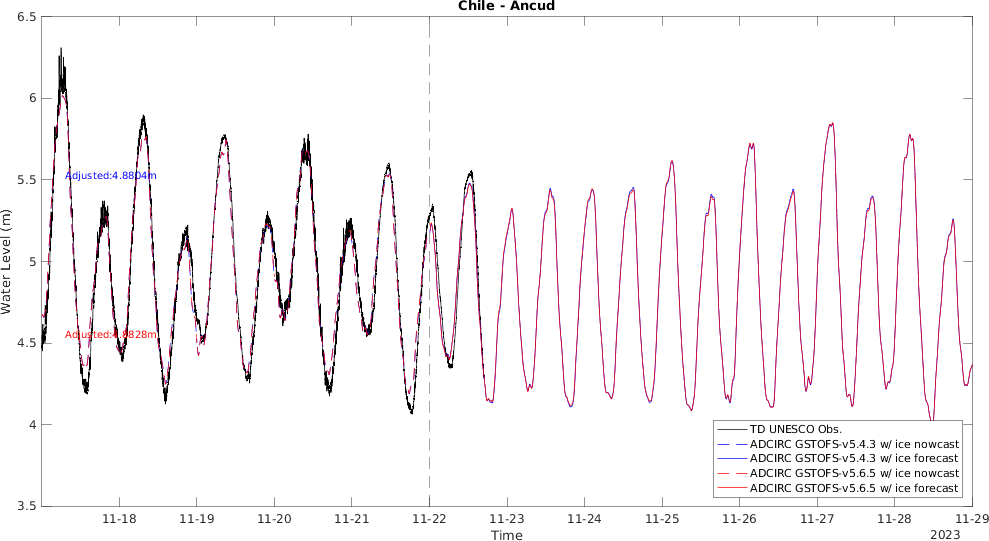 Chile - Ancud
6.5
6
5.5
5
4.5
4
3.5
Water Level (m)
Adjusted:4.8804m
Adjusted:4.8828m
TD UNESCO Obs.
ADCIRC GSTOFS-v5.4.3 w/ ice nowcast
ADCIRC GSTOFS-v5.4.3 w/ ice forecast
ADCIRC GSTOFS-v5.6.5 w/ ice nowcast
ADCIRC GSTOFS-v5.6.5 w/ ice forecast
11-18 11-19 11-20 11-21 11-22 11-23 11-24 11-25 11-26 11-27 11-28 11-29
Time
2023